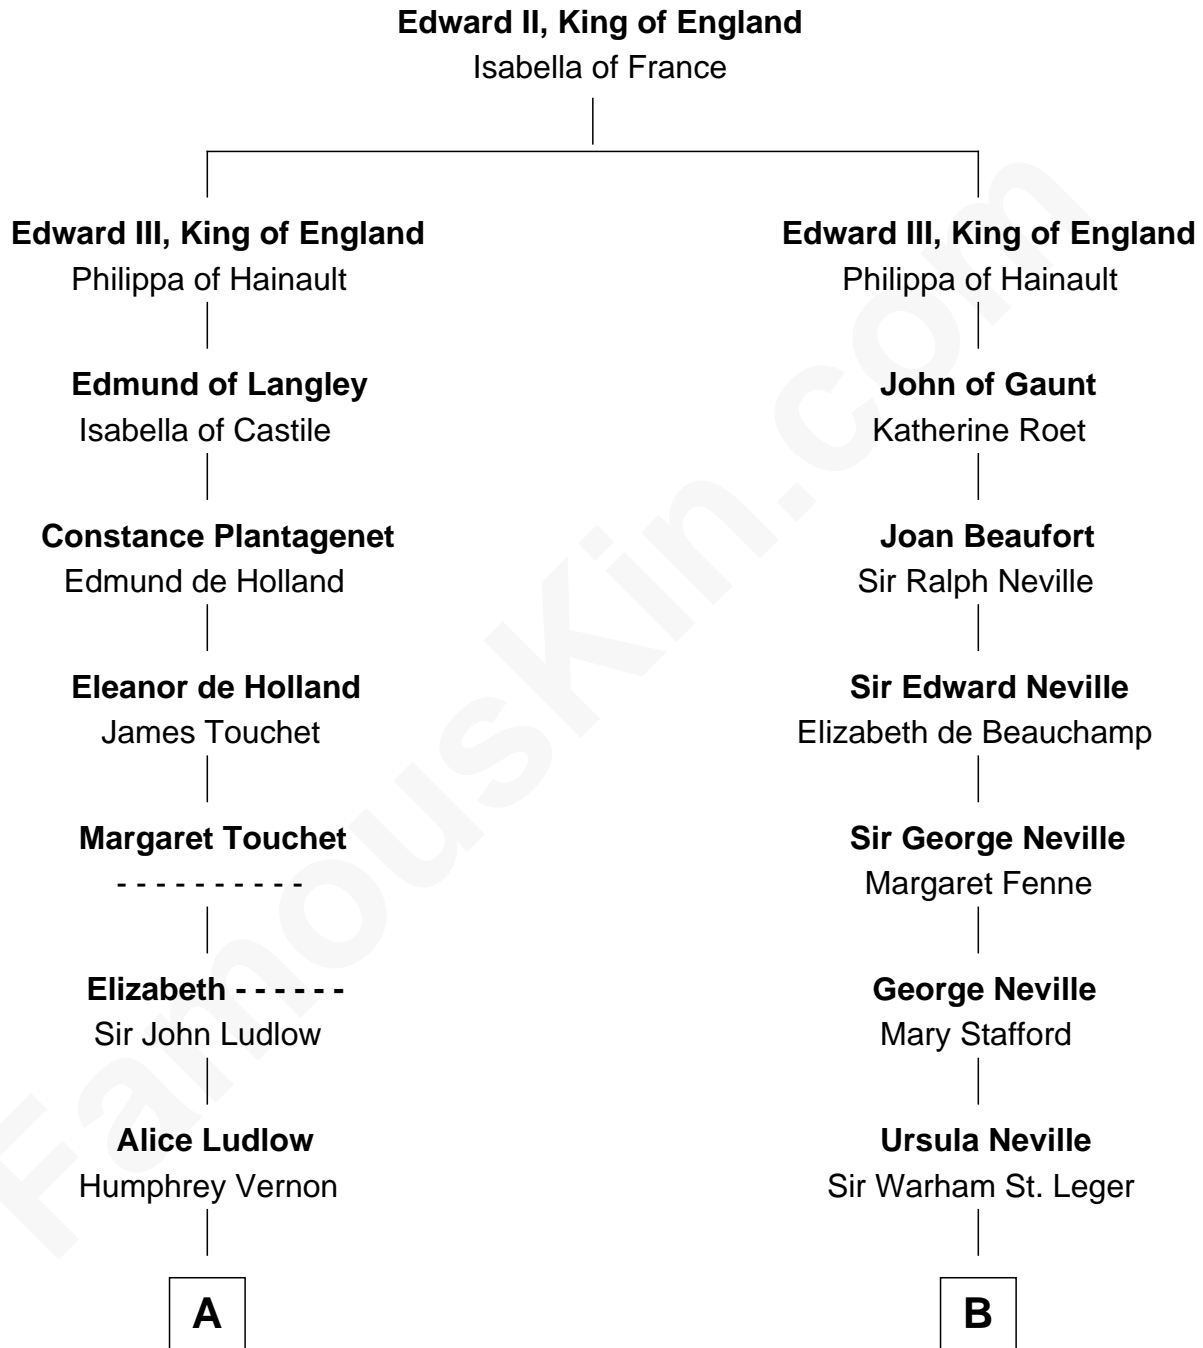 Edward II, King of England
Isabella of France
Edward III, King of England
Philippa of Hainault
Edward III, King of England
Philippa of Hainault
Edmund of Langley
Isabella of Castile
John of Gaunt
Katherine Roet
Constance Plantagenet
Edmund de Holland
Joan Beaufort
Sir Ralph Neville
Eleanor de Holland
James Touchet
Sir Edward Neville
Elizabeth de Beauchamp
Margaret Touchet
- - - - - - - - - -
Sir George Neville
Margaret Fenne
Elizabeth - - - - - -
Sir John Ludlow
George Neville
Mary Stafford
Alice Ludlow
Humphrey Vernon
Ursula Neville
Sir Warham St. Leger
A
B
FamousKin.com